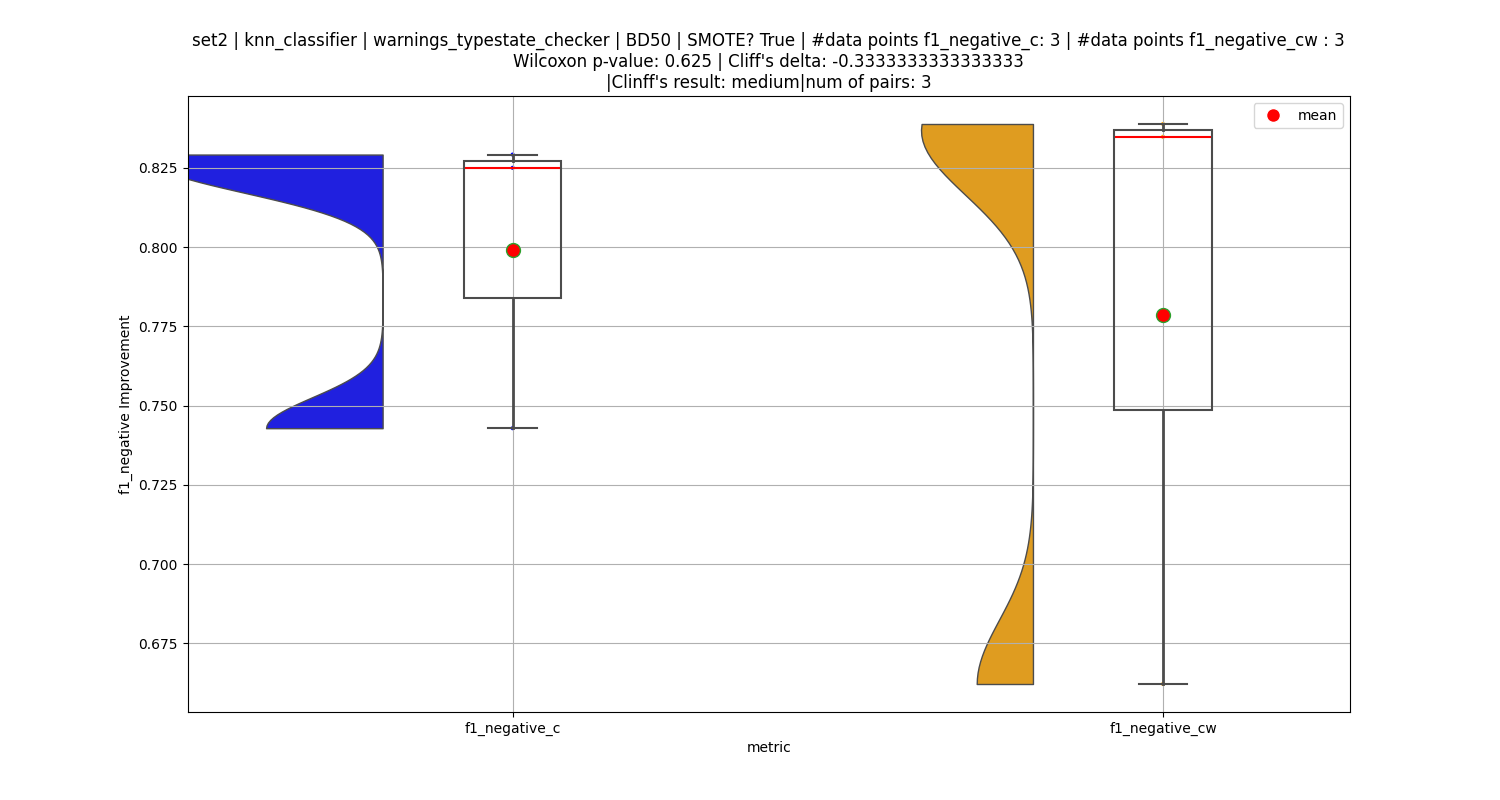 set2 | knn_classifier | warnings_typestate_checker | BD50 | SMOTE? True | #data points f1_negative_c: 3 | #data points f1_negative_cw : 3
Wilcoxon p-value: 0.625 | Cliff's delta: -0.3333333333333333
|Clinff's result: medium|num of pairs: 3
mean
0.825
0.800
0.775
0.750
0.725
0.700
0.675
f1_negative Improvement
f1_negative_c
f1_negative_cw
metric